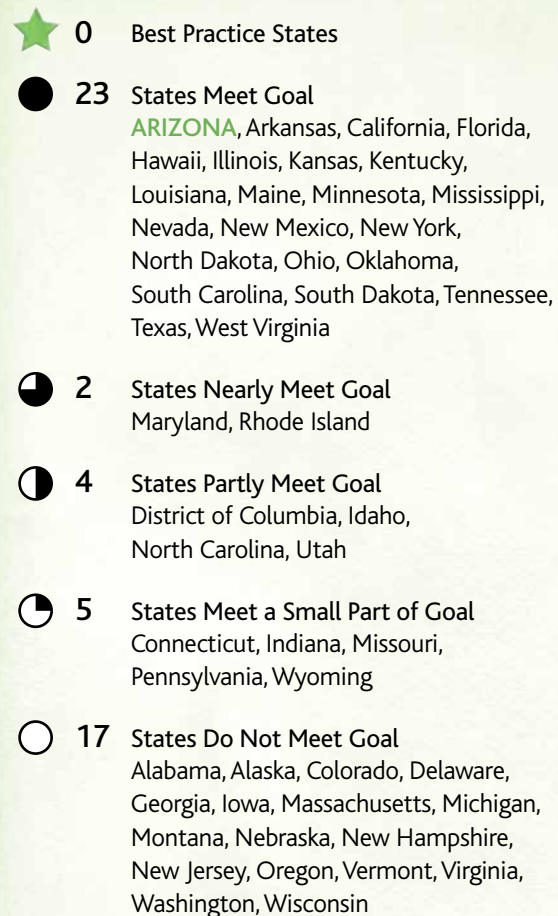 0 Best Practice States
23 States Meet Goal
ARIZONA, Arkansas, California, Florida,
Hawaii, Illinois, Kansas, Kentucky,
Louisiana, Maine, Minnesota, Mississippi,
Nevada, New Mexico, New York,
North Dakota, Ohio, Oklahoma,
South Carolina, South Dakota, Tennessee,
Texas, West Virginia
2 States Nearly Meet Goal
Maryland, Rhode Island
4 States Partly Meet Goal
District of Columbia, Idaho,
North Carolina, Utah
5 States Meet a Small Part of Goal
Connecticut, Indiana, Missouri,
Pennsylvania, Wyoming
17 States Do Not Meet Goal
Alabama, Alaska, Colorado, Delaware,
Georgia, Iowa, Massachusetts, Michigan,
Montana, Nebraska, New Hampshire,
New Jersey, Oregon, Vermont, Virginia,
Washington, Wisconsin